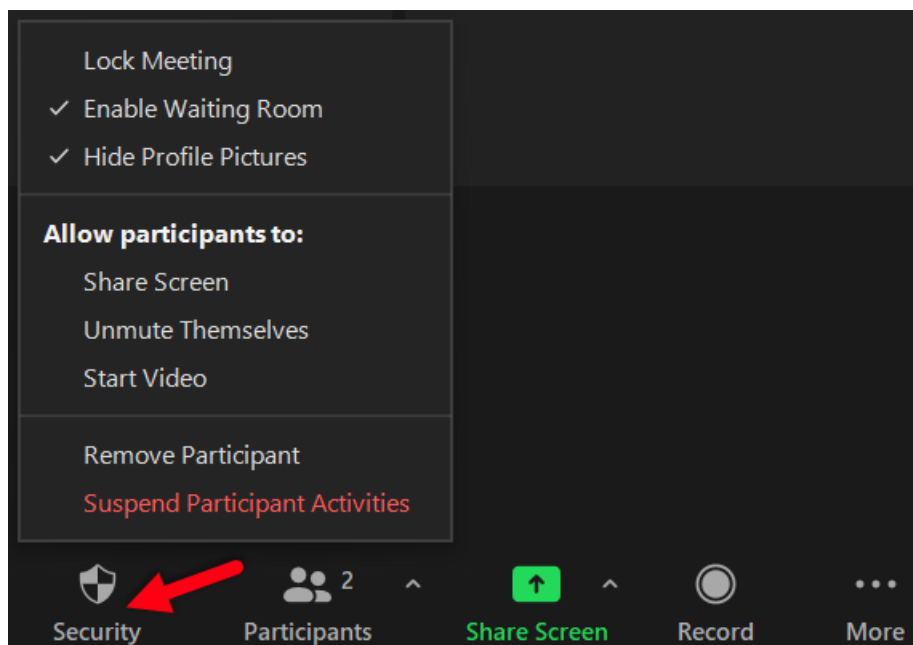 Lock Meeting
Enable Waiting Room
Hide Profile Pictures
Allow participants to:
Share Screen
Unmute Themselves
Start Video
Remove Participant
Suspend Participant Activities
2
Security
Participants
Share Screen
Record
More